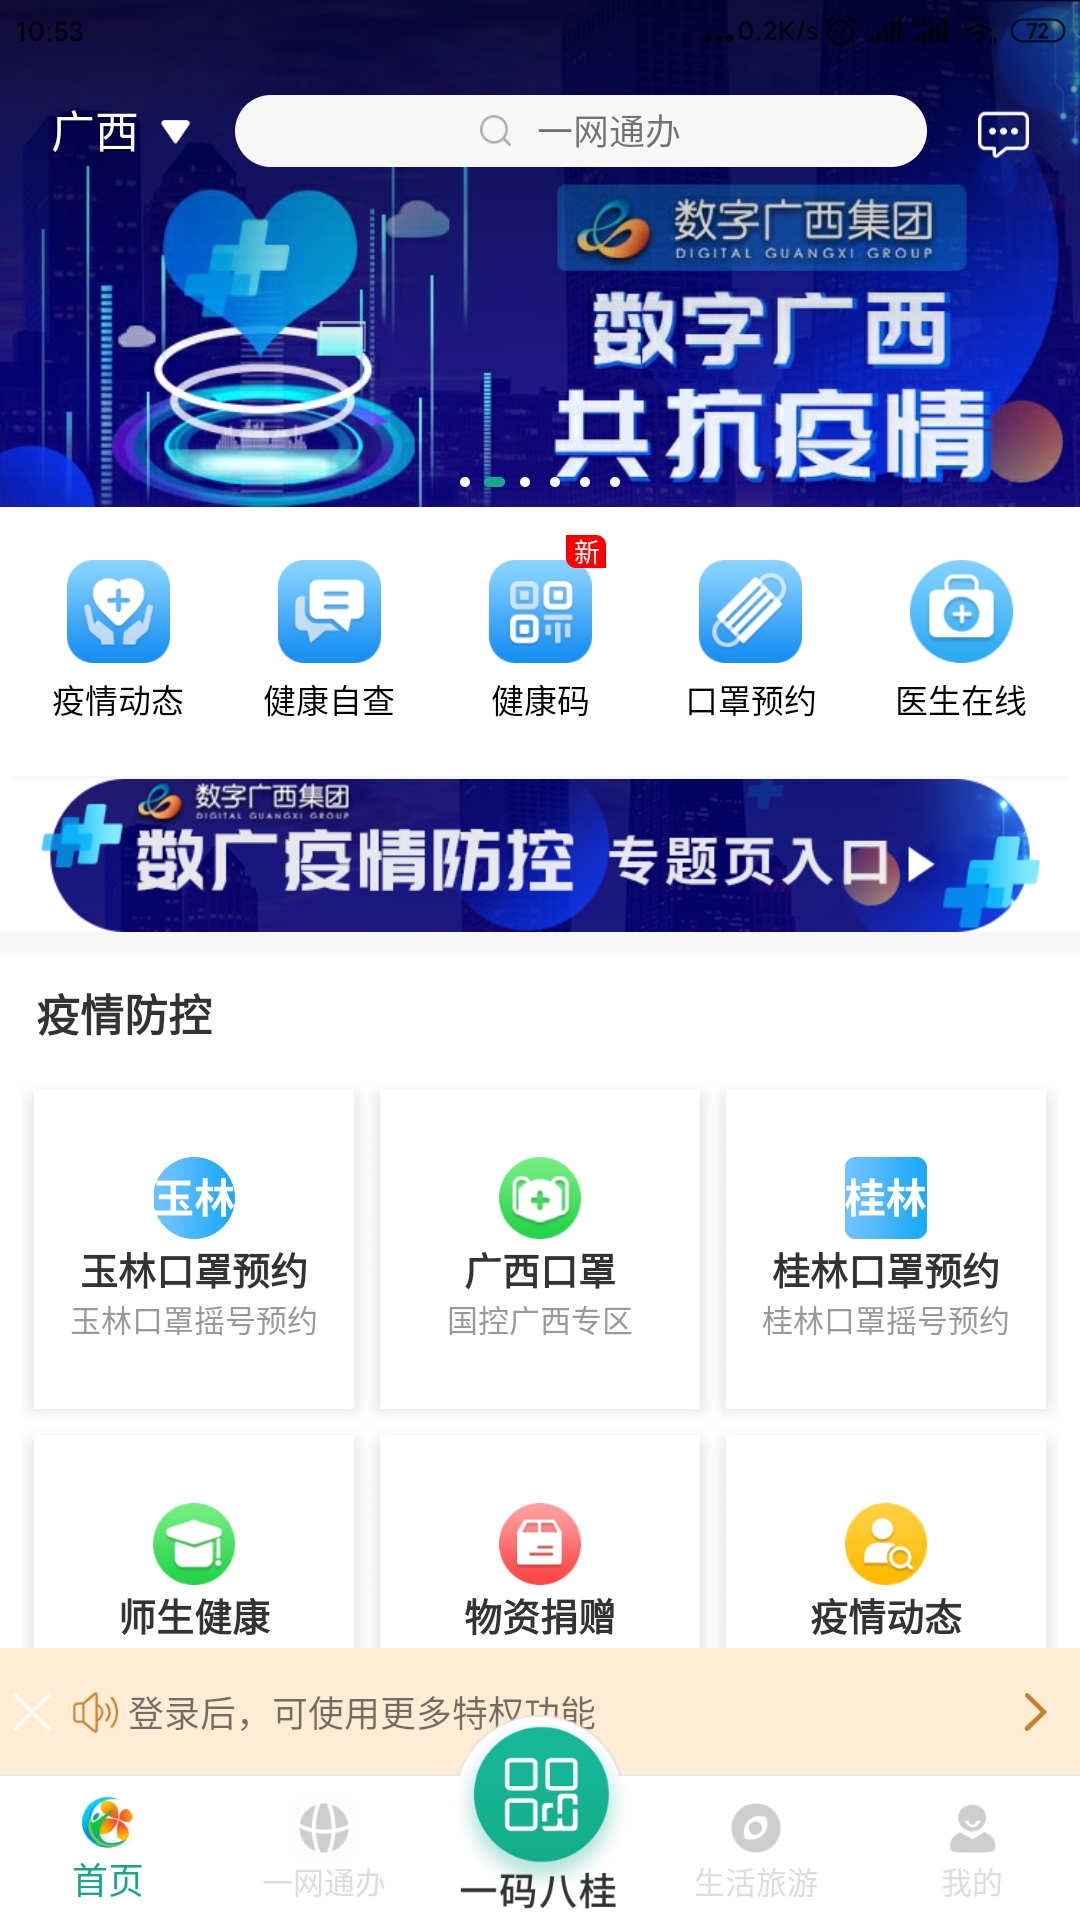 10:53
...0.2K/s
72
广西
一网通办
数字广西集团
DIGITAL GUANGXI GROUP
数字广西
共抗疫情
新
疫情动态
健康自查
健康码
口罩预约
医生在线
数字广西集团
DIGITAL GUANGXI GROUP
数广疫情防控 专题页入口
疫情防控
玉林
桂林
玉林口罩预约
广西口罩
桂林口罩预约
玉林口罩摇号预约
国控广西专区
桂林口罩摇号预约
师生健康
物资捐赠
疫情动态
登录后，可使用更多特权功能
首页
一网通办
一码八桂
生活旅游
我的